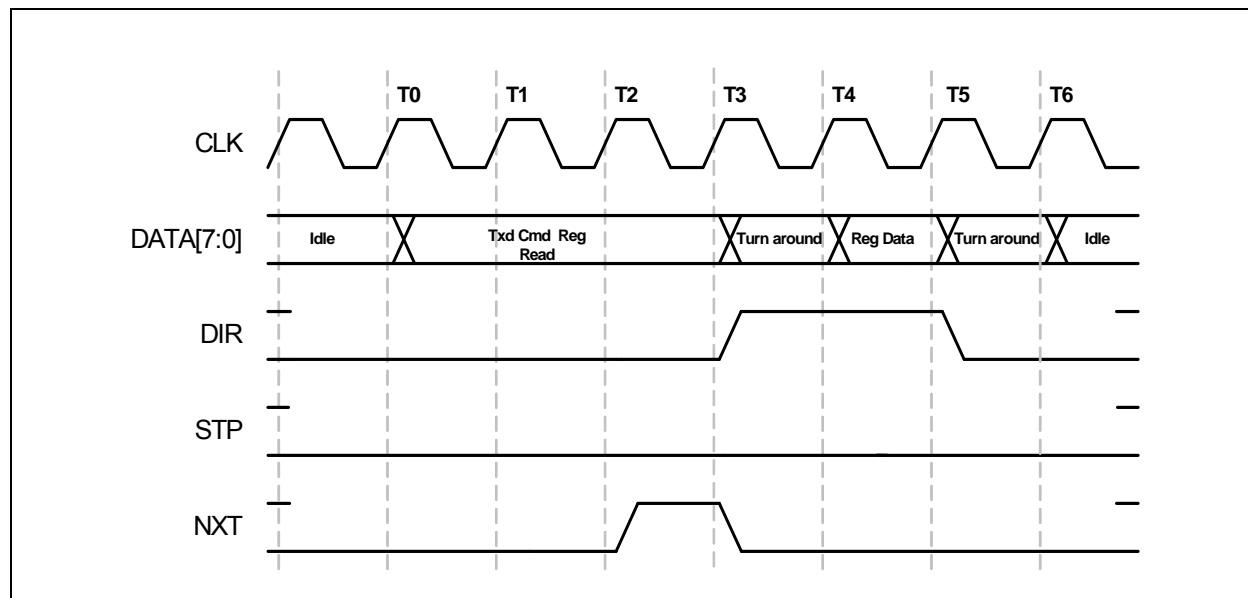 T0 T1 T2 T3 T4 T5 T6
CLK
DATA[7:0] Idle Txd Cmd Reg Turn around Reg Data Turn around Idle
Read
DIR
STP
NXT